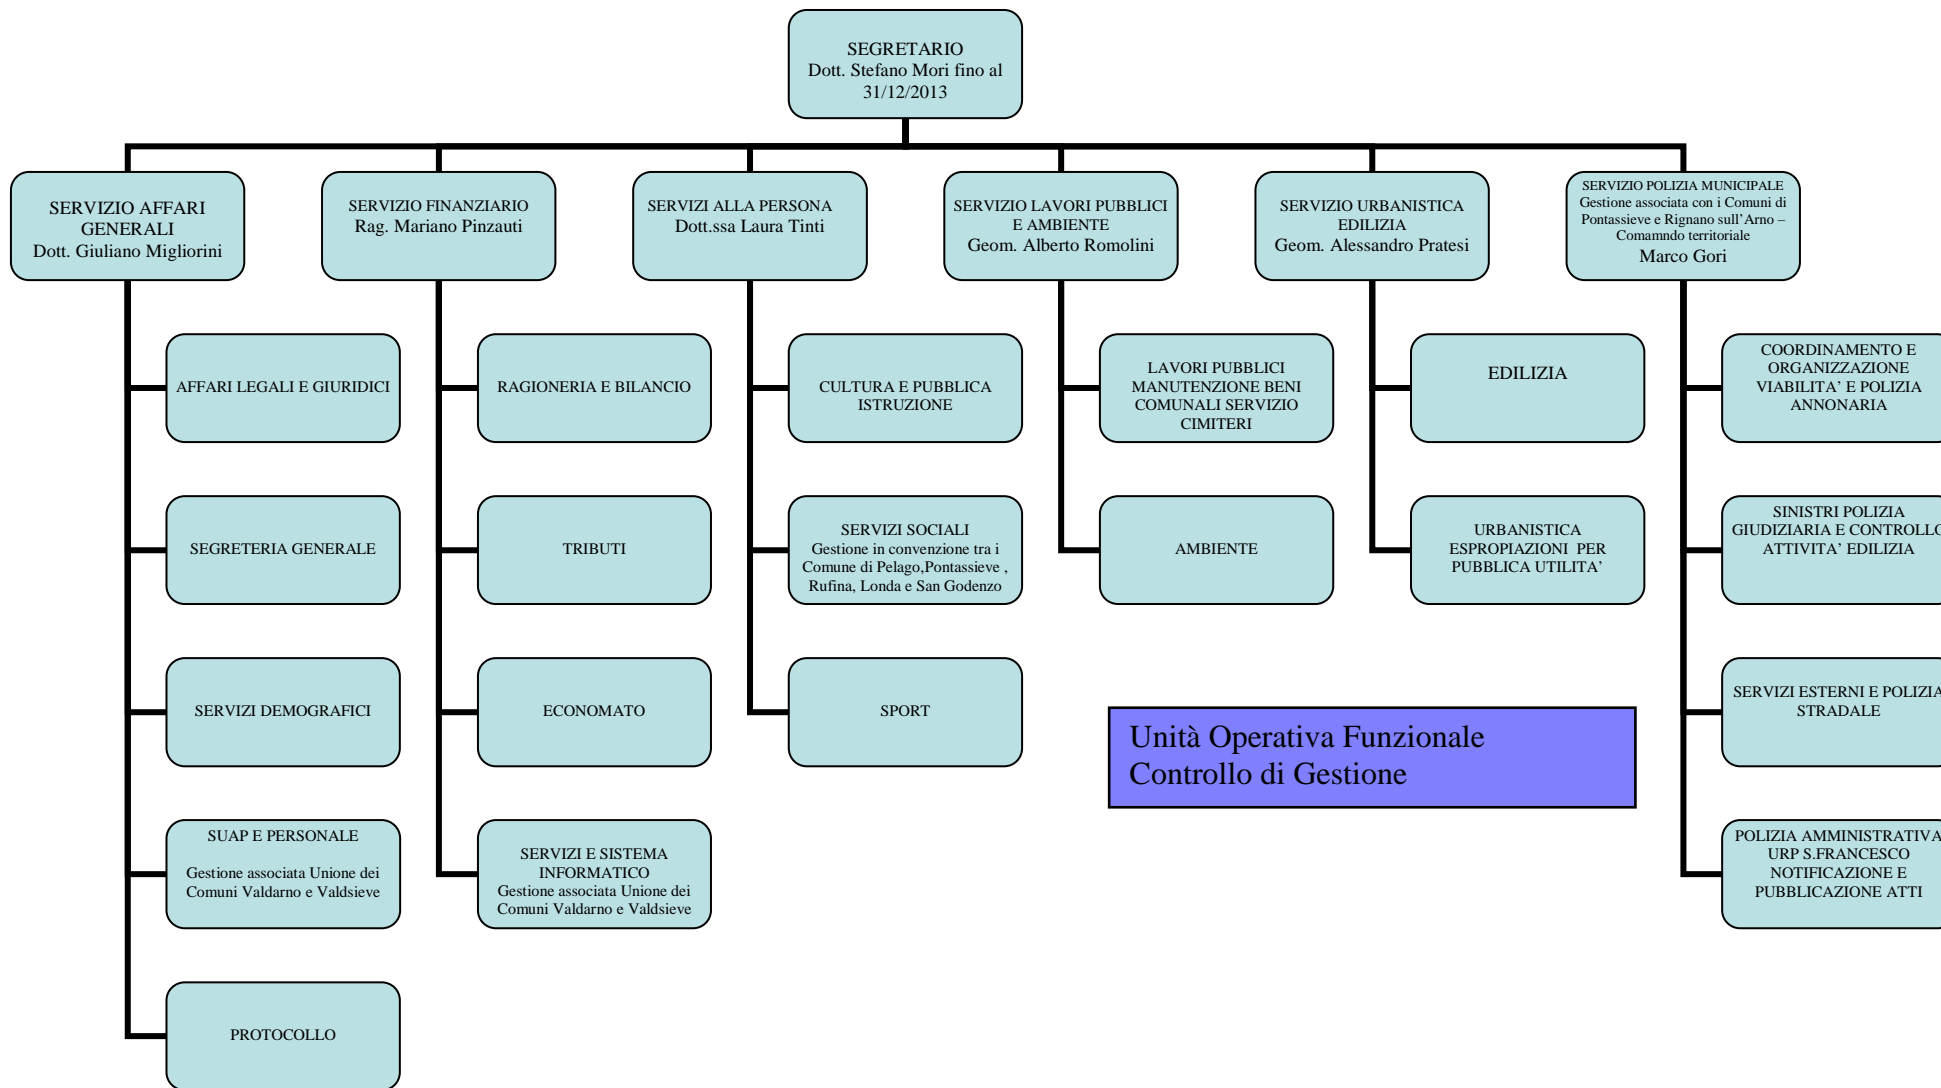 SEGRETARIO
Dott. Stefano Mori fino al
31/12/2013
SERVIZIO AFFARI
GENERALI
Dott. Giuliano Migliorini
SERVIZIO FINANZIARIO
Rag. Mariano Pinzauti
SERVIZI ALLA PERSONA
Dott.ssa Laura Tinti
SERVIZIO LAVORI PUBBLICI
E AMBIENTE
Geom. Alberto Romolini
SERVIZIO URBANISTICA
EDILIZIA
Geom. Alessandro Pratesi
SERVIZIO POLIZIA MUNICIPALE
Gestione associata con i Comuni di
Pontassieve e Rignano sull’Arno –
Comamndo territoriale
Marco Gori
AFFARI LEGALI E GIURIDICI
RAGIONERIA E BILANCIO
CULTURA E PUBBLICA
ISTRUZIONE
LAVORI PUBBLICI
MANUTENZIONE BENI
COMUNALI SERVIZIO
CIMITERI
EDILIZIA
COORDINAMENTO E
ORGANIZZAZIONE
VIABILITA’ E POLIZIA
ANNONARIA
SEGRETERIA GENERALE
TRIBUTI
SERVIZI SOCIALI
Gestione in convenzione tra i
Comune di Pelago,Pontassieve ,
Rufina, Londa e San Godenzo
AMBIENTE
URBANISTICA
ESPROPIAZIONI  PER
PUBBLICA UTILITA’
SINISTRI POLIZIA
GIUDIZIARIA E CONTROLLO
ATTIVITA’ EDILIZIA
SERVIZI DEMOGRAFICI
ECONOMATO
SPORT
Unità Operativa Funzionale
Controllo di Gestione
SERVIZI ESTERNI E POLIZIA
STRADALE
SUAP E PERSONALE
Gestione associata Unione dei
Comuni Valdarno e Valdsieve
SERVIZI E SISTEMA
INFORMATICO
Gestione associata Unione dei
Comuni Valdarno e Valdsieve
POLIZIA AMMINISTRATIVA
URP S.FRANCESCO
NOTIFICAZIONE E
PUBBLICAZIONE ATTI
PROTOCOLLO